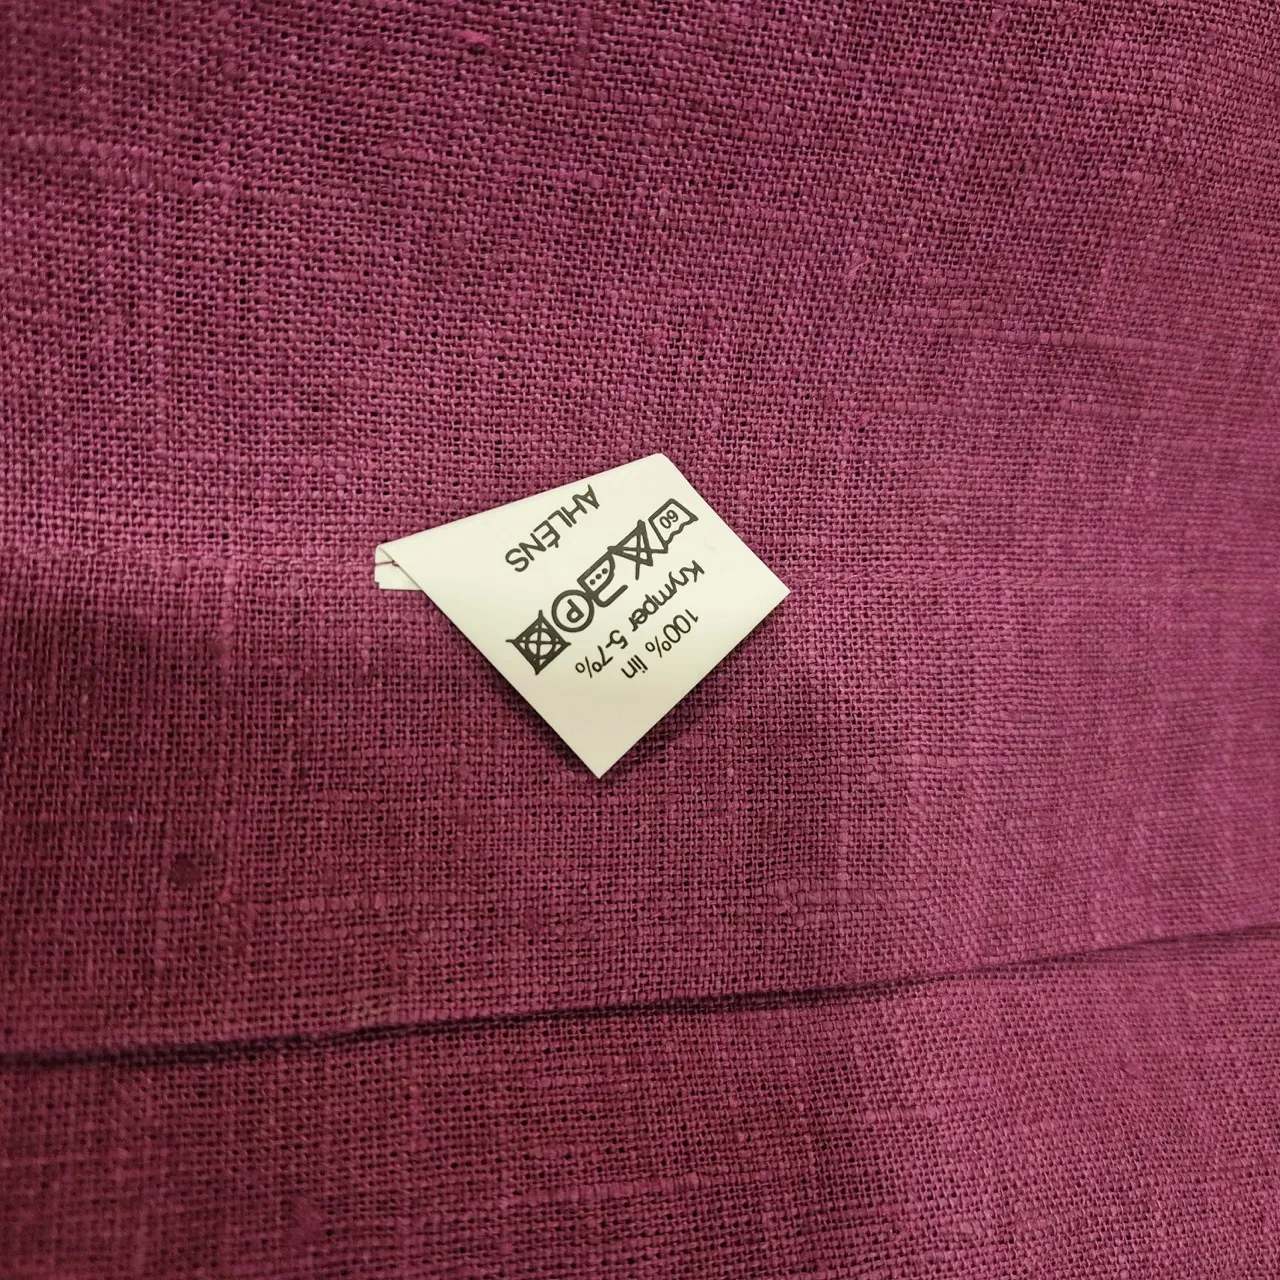 ÅHLÉNS
60 P
Krymper 5-7%
100% lin